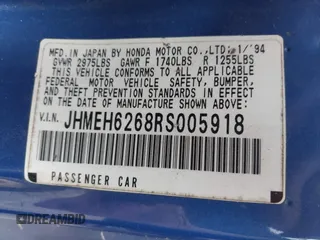 MFD. IN JAPAN BY HONDA MOTOR CO., LTD; 1/'94
GVWR 2975LBS GAWR F 1740LBS R 1255LBS
THIS VEHICLE CONFORMS TO ALL APPLICABLE
FEDERAL MOTOR VEHICLE SAFETY, BUMPER,
AND THEFT PREVENTION STANDARDS IN EFFECT
ON THE DATE OF MANUFACTURE SHOWN ABOVE.
V.I.N. JHMEH6268RS005918
PASSENGER CAR
DREAMBID